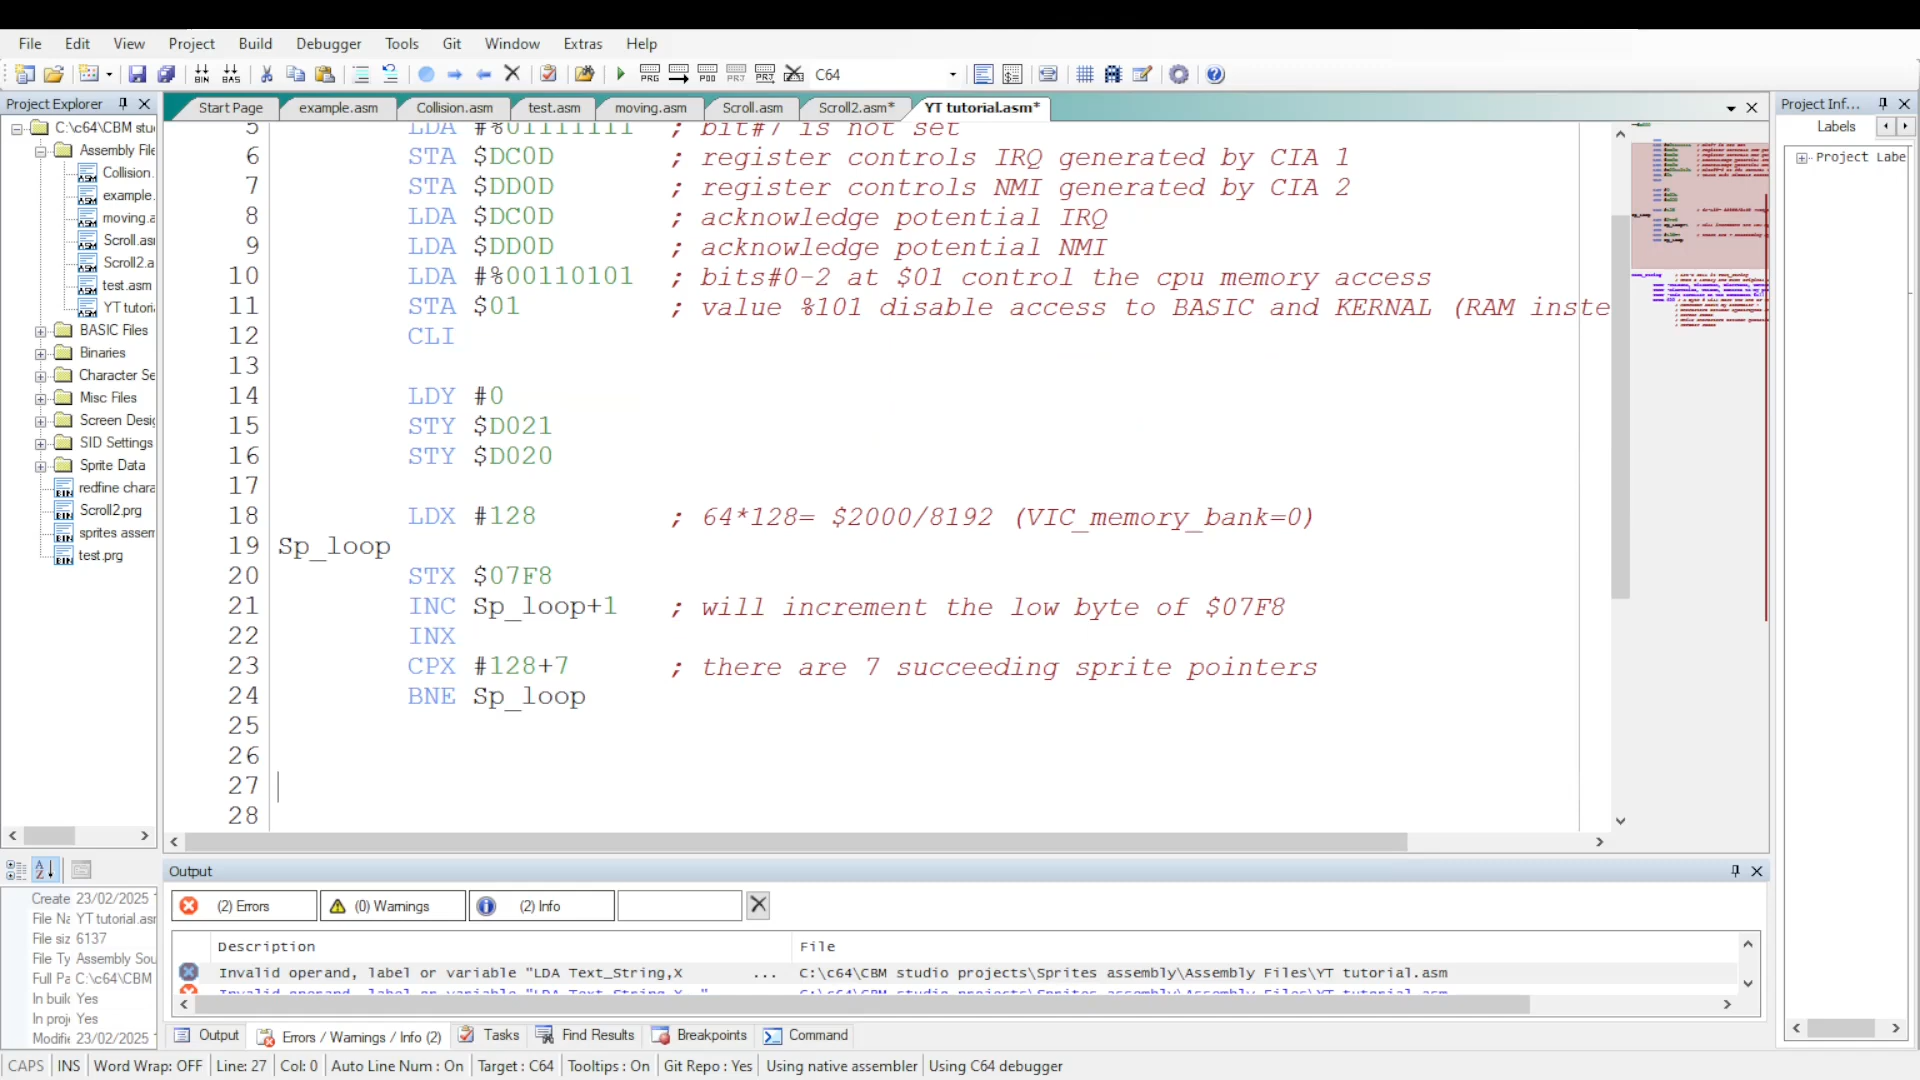 File Edit View Project Build Debugger Tools Git Window Extras Help
C64
Project Explorer
Start Page example.asm Collision.asm test.asm moving.asm Scroll.asm Scroll2.asm* YT tutorial.asm*
Project Inf...
Labels
Project Labe
C:\c64\CBM stu
Assembly File
Collision.
example.
moving.a
Scroll.as
Scroll2.a
test.asm
YT tutori
BASIC Files
Binaries
Character Se
Misc Files
Screen Desig
SID Settings
Sprite Data
redfine chara
Scroll2.prg
sprites assem
test.prg
5 LDA #%01111111 ; bit#7 is not set
6 STA $DC0D ; register controls IRQ generated by CIA 1
7 STA $DD0D ; register controls NMI generated by CIA 2
8 LDA $DC0D ; acknowledge potential IRQ
9 LDA $DD0D ; acknowledge potential NMI
10 LDA #%00110101 ; bits#0-2 at $01 control the cpu memory access
11 STA $01 ; value %101 disable access to BASIC and KERNAL (RAM inste
12 CLI
13
14 LDY #0
15 STY $D021
16 STY $D020
17
18 LDX #128 ; 64*128= $2000/8192 (VIC_memory_bank=0)
19 Sp_loop
20 STX $07F8
21 INC Sp_loop+1 ; will increment the low byte of $07F8
22 INX
23 CPX #128+7 ; there are 7 succeeding sprite pointers
24 BNE Sp_loop
25
26
27
28
Create 23/02/2025
File Na YT tutorial.asm
File siz 6137
File Ty Assembly Sou
Full Pa C:\c64\CBM
In build Yes
In proj Yes
Modifie 23/02/2025
Output
(2) Errors (0) Warnings (2) Info
Description File
Invalid operand, label or variable "LDA Text_String,X ... C:\c64\CBM studio projects\Sprites assembly\Assembly Files\YT tutorial.asm
Output Errors / Warnings / Info (2) Tasks Find Results Breakpoints Command
CAPS INS Word Wrap: OFF Line: 27 Col: 0 Auto Line Num : On Target : C64 Tooltips : On Git Repo : Yes Using native assembler Using C64 debugger